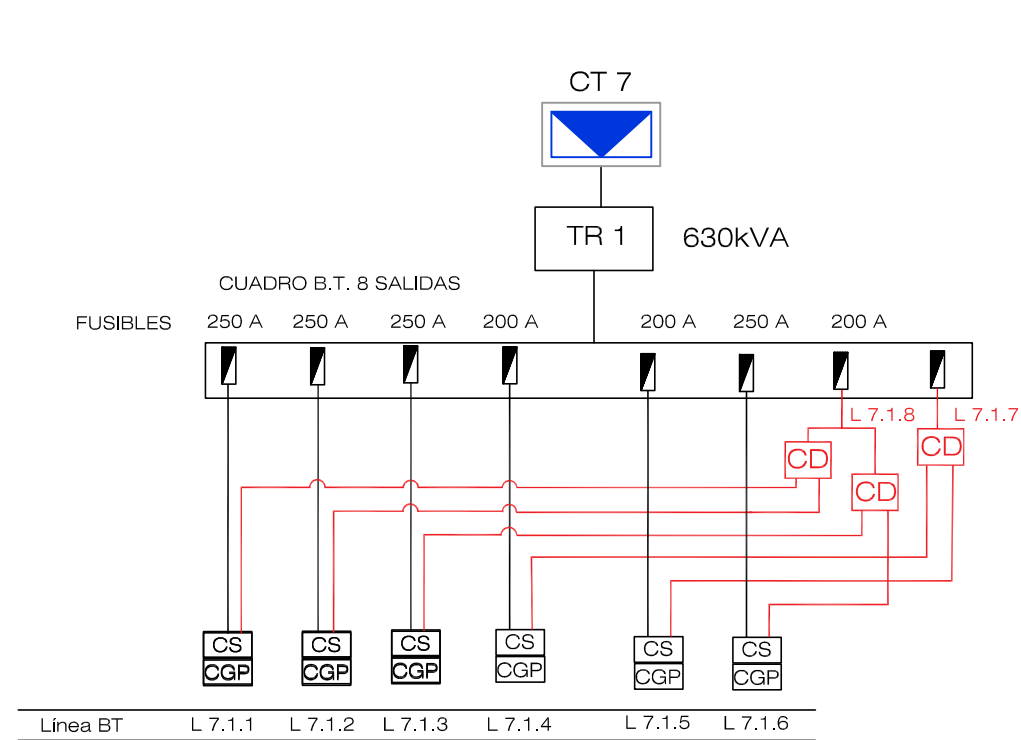 CT 7
TR 1 630kVA
CUADRO B.T. 8 SALIDAS
FUSIBLES 250 A 250 A 250 A 200 A 200 A 250 A 200 A
L 7.1.8 L 7.1.7
CD CD
CD
CS CS CS CS CS CS
CGP CGP CGP CGP CGP CGP
Línea BT L 7.1.1 L 7.1.2 L 7.1.3 L 7.1.4 L 7.1.5 L 7.1.6